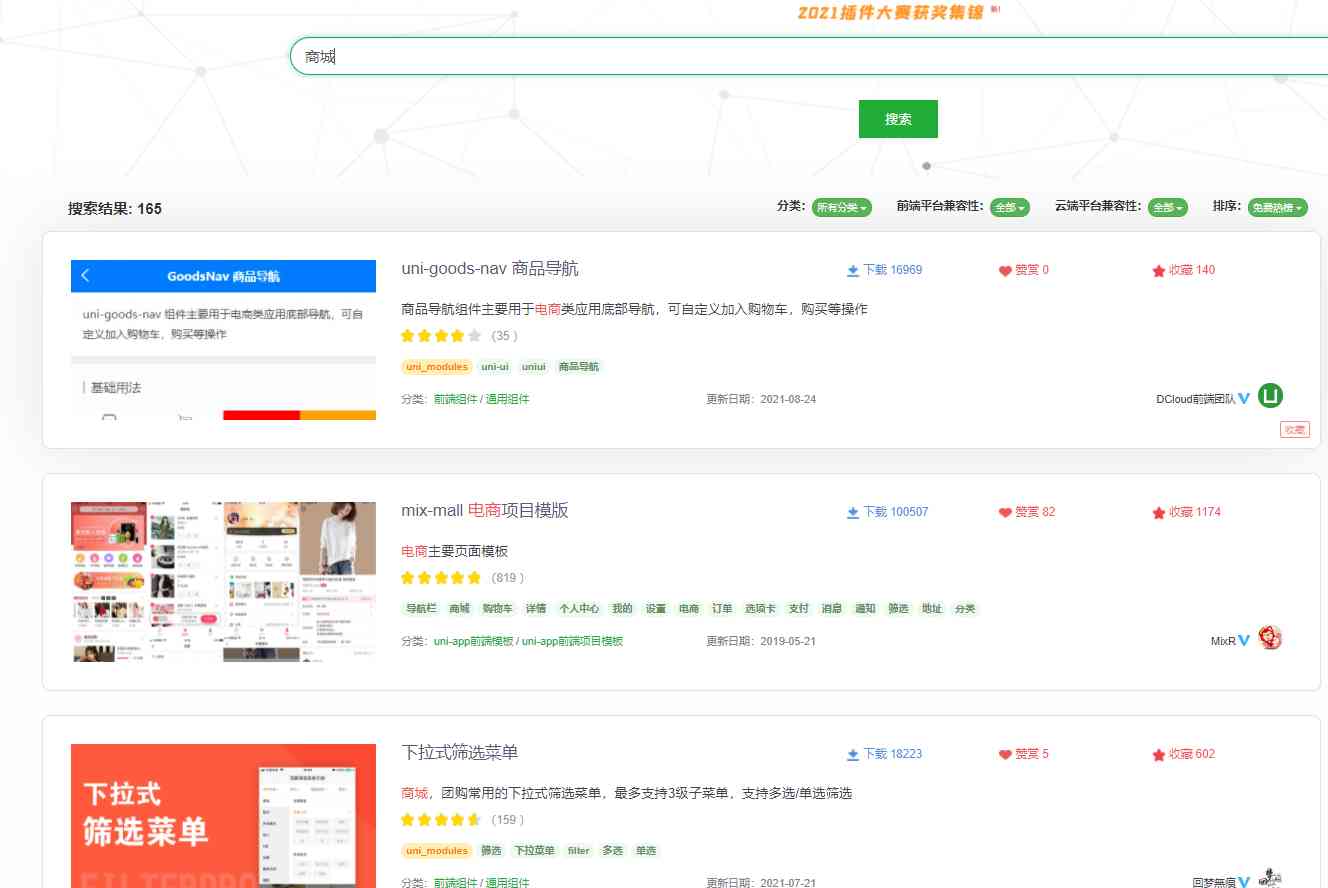 2021插件大赛获奖集锦 新!
商城
搜索
搜索结果: 165
分类: 所有分类 前端平台兼容性: 全部 云端平台兼容性: 全部 排序: 免费热榜
GoodsNav 商品导航
uni-goods-nav 组件主要用于电商类应用底部导航，可自
定义加入购物车，购买等操作
基础用法
uni-goods-nav 商品导航
下载 16969 赞赏 0 收藏 140
商品导航组件主要用于电商类应用底部导航，可自定义加入购物车，购买等操作
(35 )
uni_modules uni-ui uniui 商品导航
分类: 前端组件 / 通用组件 更新日期: 2021-08-24
DCloud前端团队
收藏
mix-mall 电商项目模版
下载 100507 赞赏 82 收藏 1174
电商主要页面模板
(819 )
导航栏 商城 购物车 详情 个人中心 我的 设置 电商 订单 选项卡 支付 消息 通知 筛选 地址 分类
分类: uni-app前端模板 / uni-app前端项目模板 更新日期: 2019-05-21
MixR
下拉式
筛选菜单
下拉式筛选菜单
下载 18223 赞赏 5 收藏 602
商城，团购常用的下拉式筛选菜单，最多支持3级子菜单，支持多选/单选筛选
(159 )
uni_modules 筛选 下拉菜单 filter 多选 单选
分类: 前端组件 / 通用组件 更新日期: 2021-07-21
回梦無痕